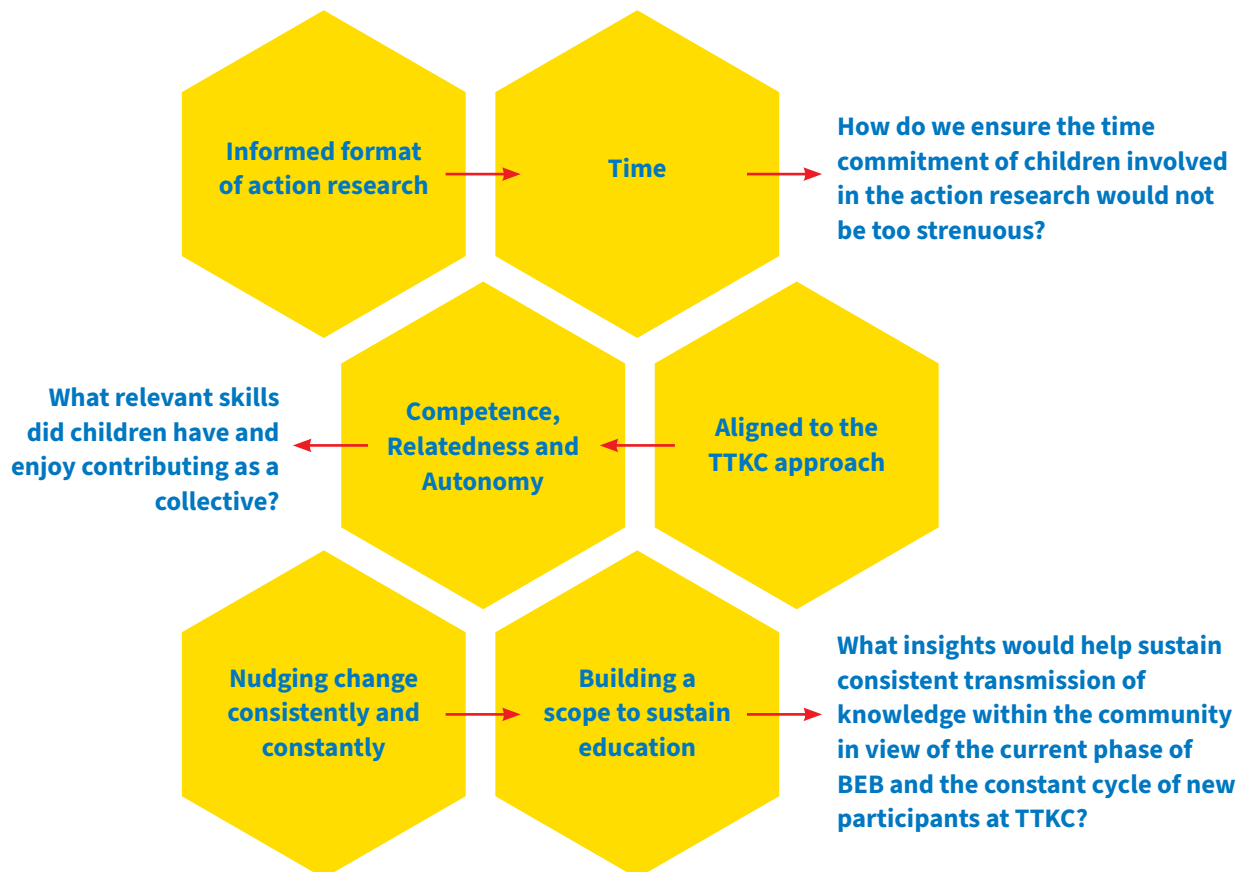 Informed format
of action research
Time
How do we ensure the time
commitment of children involved
in the action research would not
be too strenuous?
What relevant skills
did children have and
enjoy contributing as a
collective?
Competence,
Relatedness and
Autonomy
Aligned to the
TTKC approach
Nudging change
consistently and
constantly
Building a
scope to sustain
education
What insights would help sustain
consistent transmission of
knowledge within the community
in view of the current phase of
BEB and the constant cycle of new
participants at TTKC?